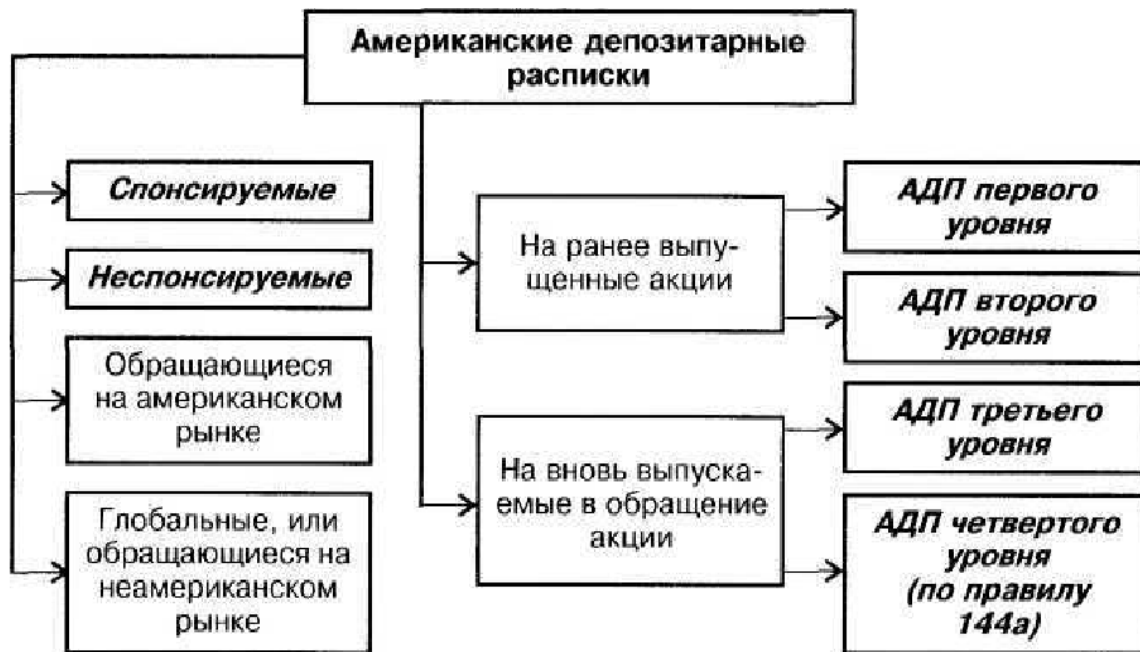 Американские депозитарные
расписки
Спонсируемые
Неспонсируемые
Обращающиеся
на американском
рынке
Глобальные, или
обращающиеся на
неамериканском
рынке
На ранее выпу-
щенные акции
На вновь выпуска-
емые в обращение
акции
АДП первого
уровня
АДП второго
уровня
АДП третьего
уровня
АДП четвертого
уровня
(по правилу
144а)